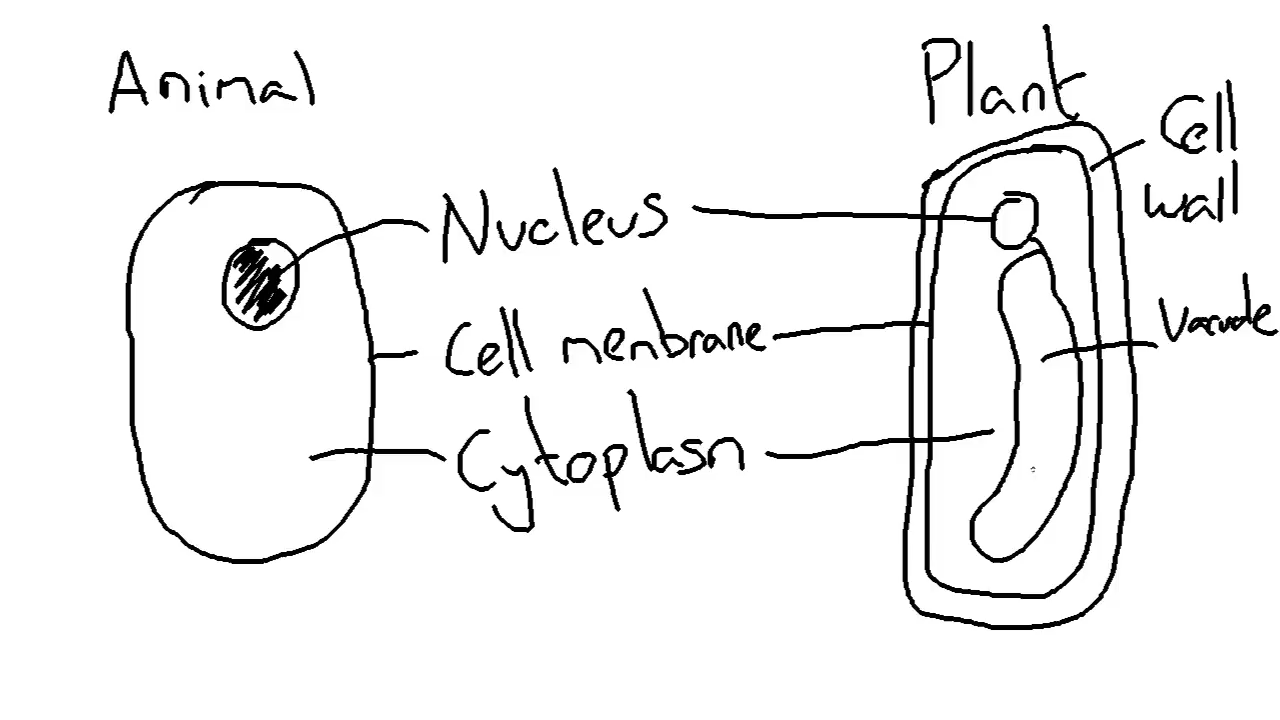 Animal
Plant
Cell
wall
Nucleus
Cell menbrane
Vacuole
Cytoplasn